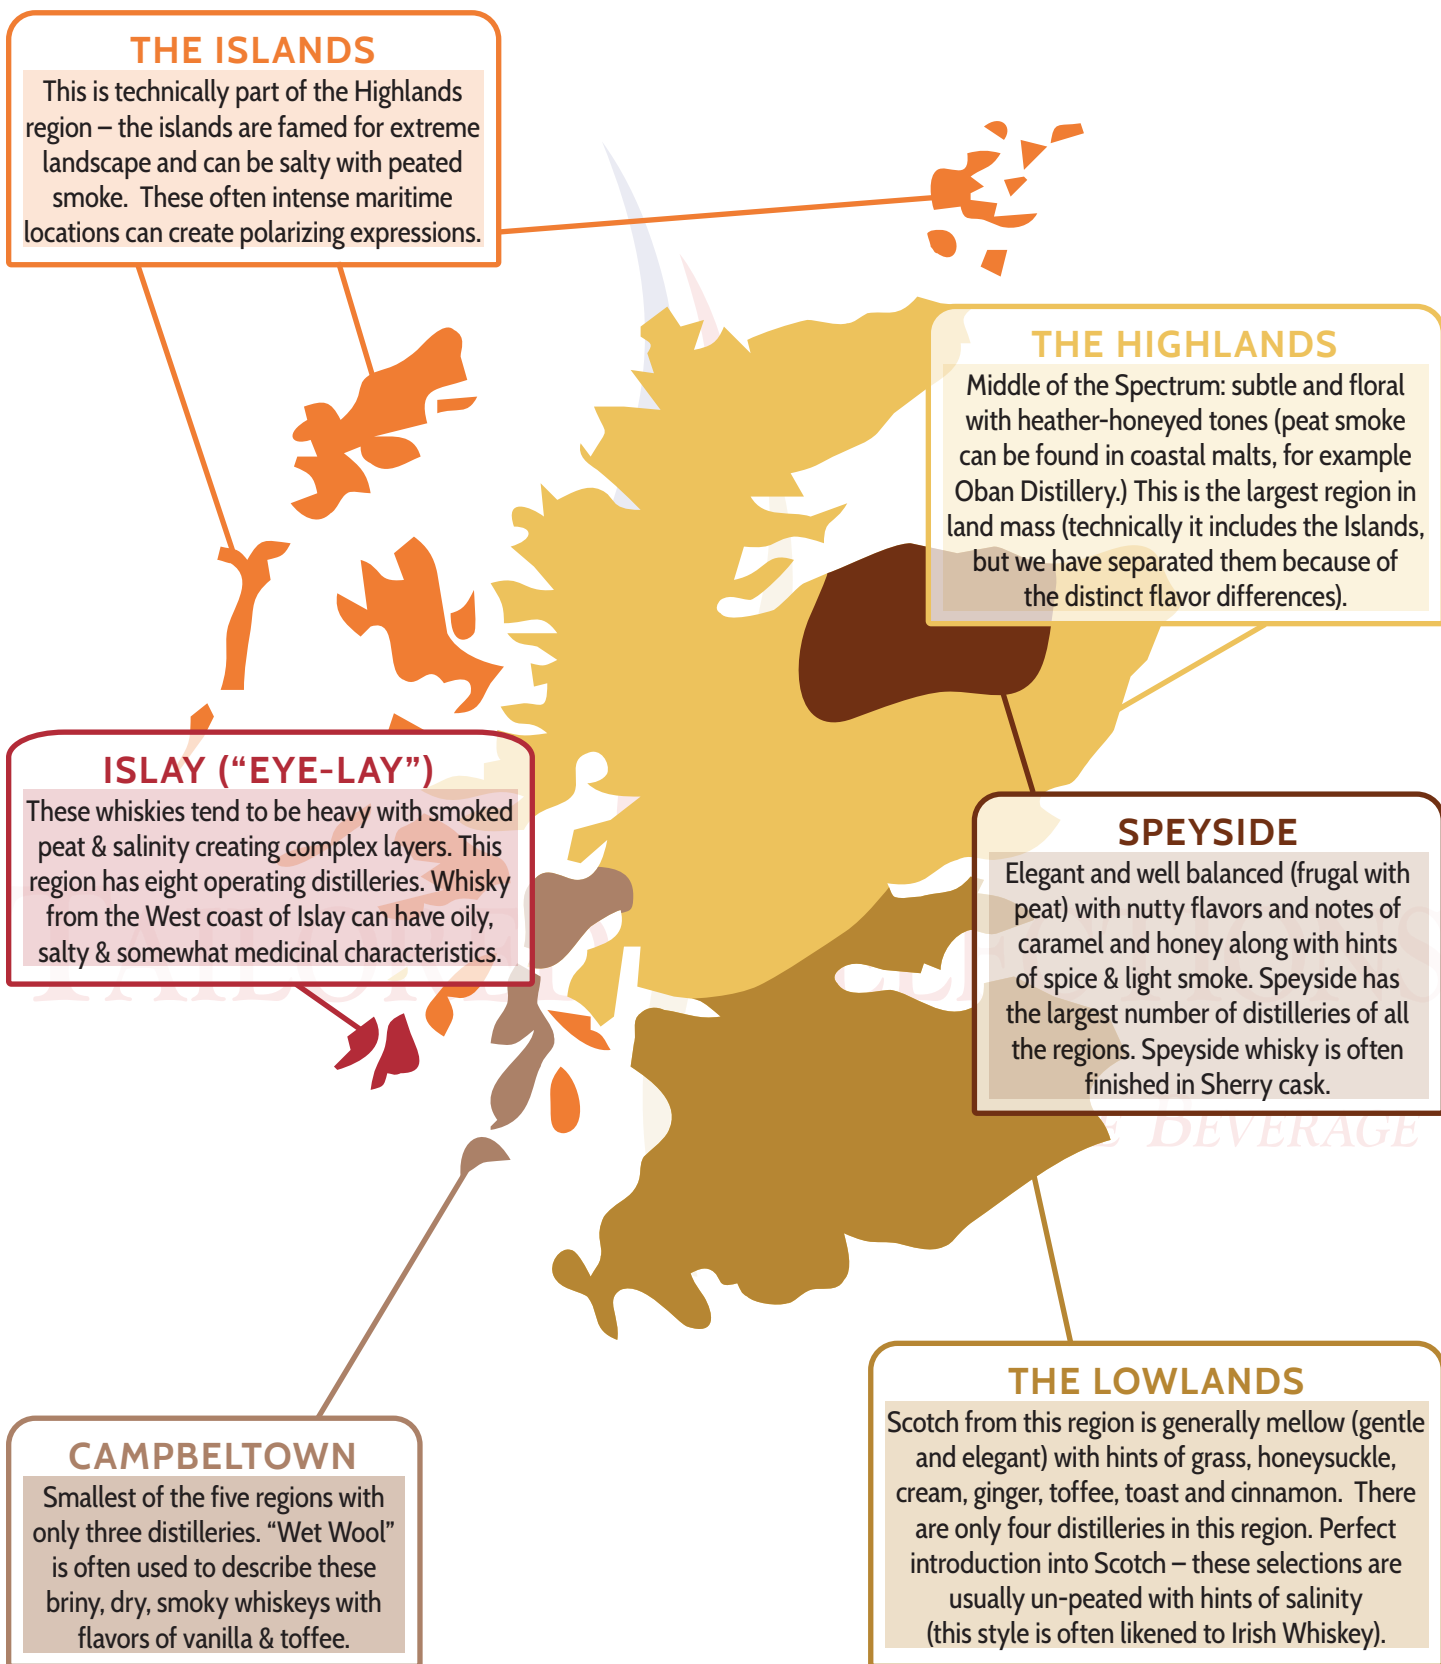 THE ISLANDS
This is technically part of the Highlands
region – the islands are famed for extreme
landscape and can be salty with peated
smoke.  These often intense maritime
locations can create polarizing expressions.
THE HIGHLANDS
Middle of the Spectrum: subtle and floral
with heather-honeyed tones (peat smoke
can be found in coastal malts, for example
Oban Distillery.) This is the largest region in
land mass (technically it includes the Islands,
but we have separated them because of
the distinct flavor differences).
ISLAY (“EYE-LAY”)
These whiskies tend to be heavy with smoked
peat & salinity creating complex layers. This
region has eight operating distilleries. Whisky
from the West coast of Islay can have oily,
salty & somewhat medicinal characteristics.
SPEYSIDE
Elegant and well balanced (frugal with
peat) with nutty flavors and notes of
caramel and honey along with hints
of spice & light smoke. Speyside has
the largest number of distilleries of all
the regions. Speyside whisky is often
finished in Sherry cask.
BEVERAGE
CAMPBELTOWN
Smallest of the five regions with
only three distilleries. “Wet Wool”
is often used to describe these
briny, dry, smoky whiskeys with
flavors of vanilla & toffee.
THE LOWLANDS
Scotch from this region is generally mellow (gentle
and elegant) with hints of grass, honeysuckle,
cream, ginger, toffee, toast and cinnamon.  There
are only four distilleries in this region. Perfect
introduction into Scotch – these selections are
usually un-peated with hints of salinity
(this style is often likened to Irish Whiskey).